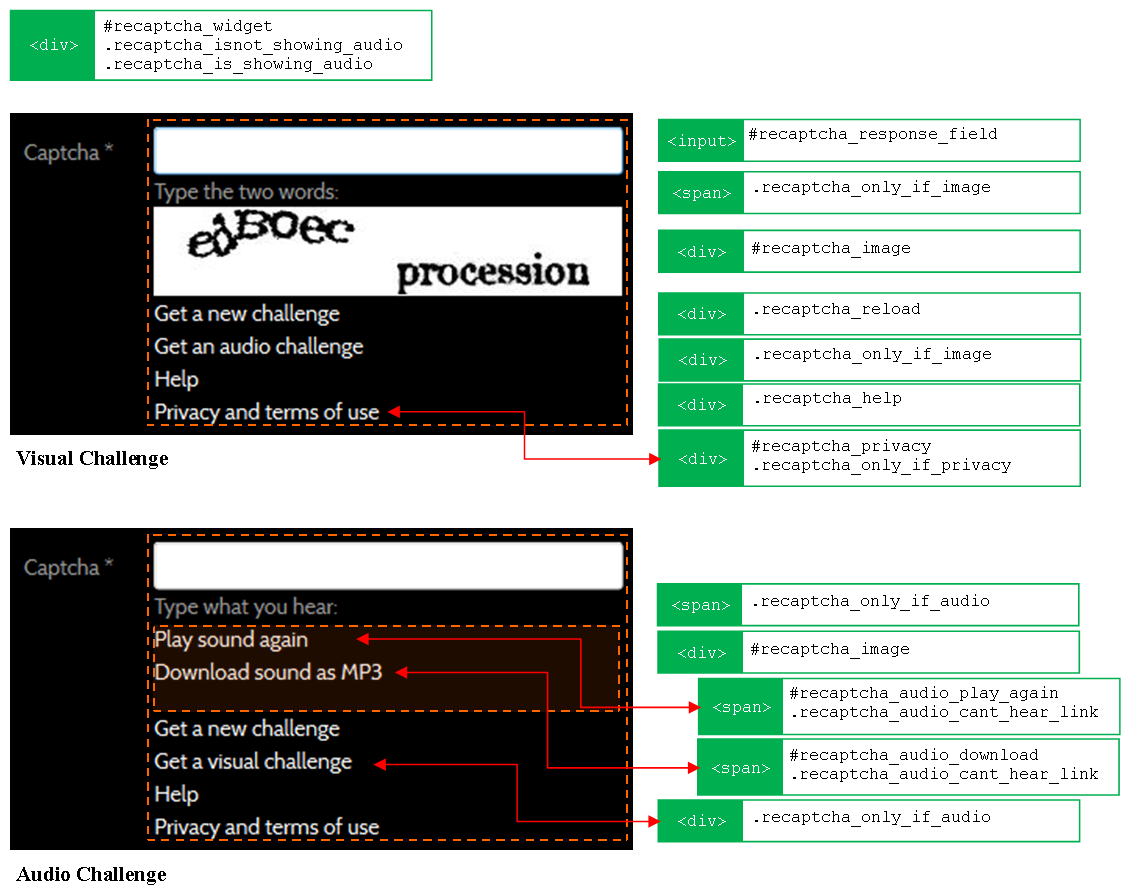 <div>
#recaptcha_widget
.recaptcha_isnot_showing_audio
.recaptcha_is_showing_audio
Captcha *
Type the two words:
edBoec
procession
Get a new challenge
Get an audio challenge
Help
Privacy and terms of use
Visual Challenge
<input> #recaptcha_response_field
<span> .recaptcha_only_if_image
<div> #recaptcha_image
<div> .recaptcha_reload
<div> .recaptcha_only_if_image
<div> .recaptcha_help
<div>
#recaptcha_privacy
.recaptcha_only_if_privacy
Captcha *
Type what you hear:
Play sound again
Download sound as MP3
Get a new challenge
Get a visual challenge
Help
Privacy and terms of use
Audio Challenge
<span> .recaptcha_only_if_audio
<div> #recaptcha_image
<span>
#recaptcha_audio_play_again
.recaptcha_audio_cant_hear_link
<span>
#recaptcha_audio_download
.recaptcha_audio_cant_hear_link
<div> .recaptcha_only_if_audio